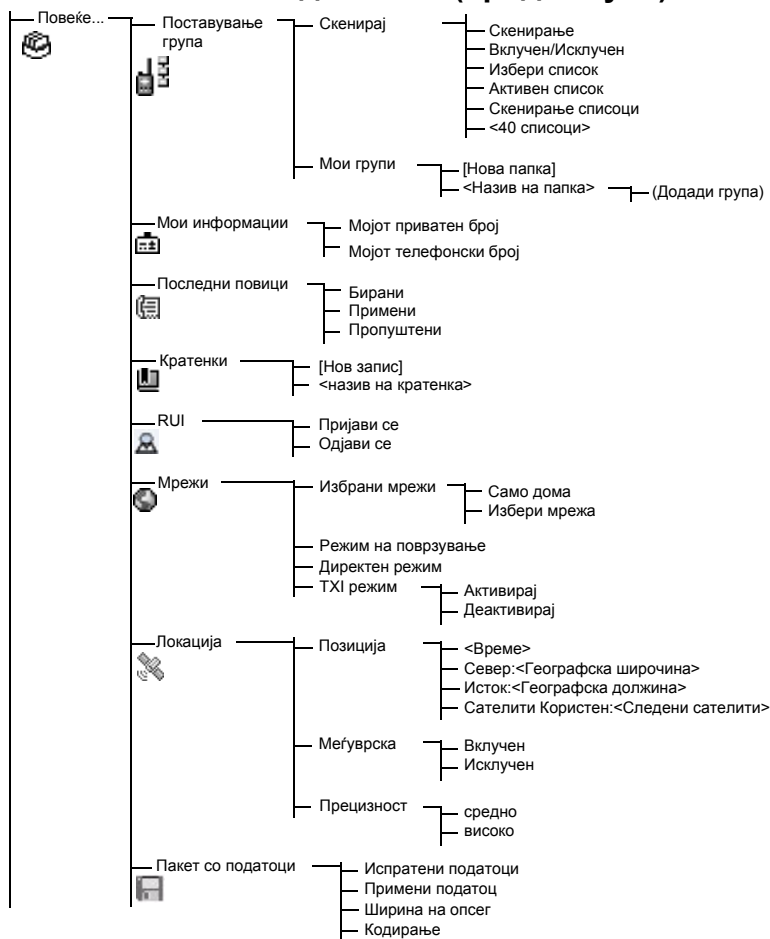 Повеќе...
Поставување
група
Скенирај
Скенирање
Вклучен/Исклучен
Избери список
Активен список
Скенирање списоци
<40 списоци>
Мои групи
[Нова папка]
<Назив на папка>
(Додади група)
Мои информации
Мојот приватен број
Мојот телефонски број
Последни повици
Бирани
Примени
Пропуштени
Кратенки
[Нов запис]
<назив на кратенка>
RUI
Пријави се
Одјави се
Мрежи
Избрани мрежи
Само дома
Избери мрежа
Режим на поврзување
Директен режим
TXI режим
Активирај
Деактивирај
Локација
Позиција
<Време>
Север:<Географска широчина>
Исток:<Географска должина>
Сателити Користен:<Следени сателити>
Меѓуврска
Вклучен
Исклучен
Прецизност
средно
високо
Пакет со податоци
Испратени податоци
Примени податоц
Ширина на опсег
Кодирање